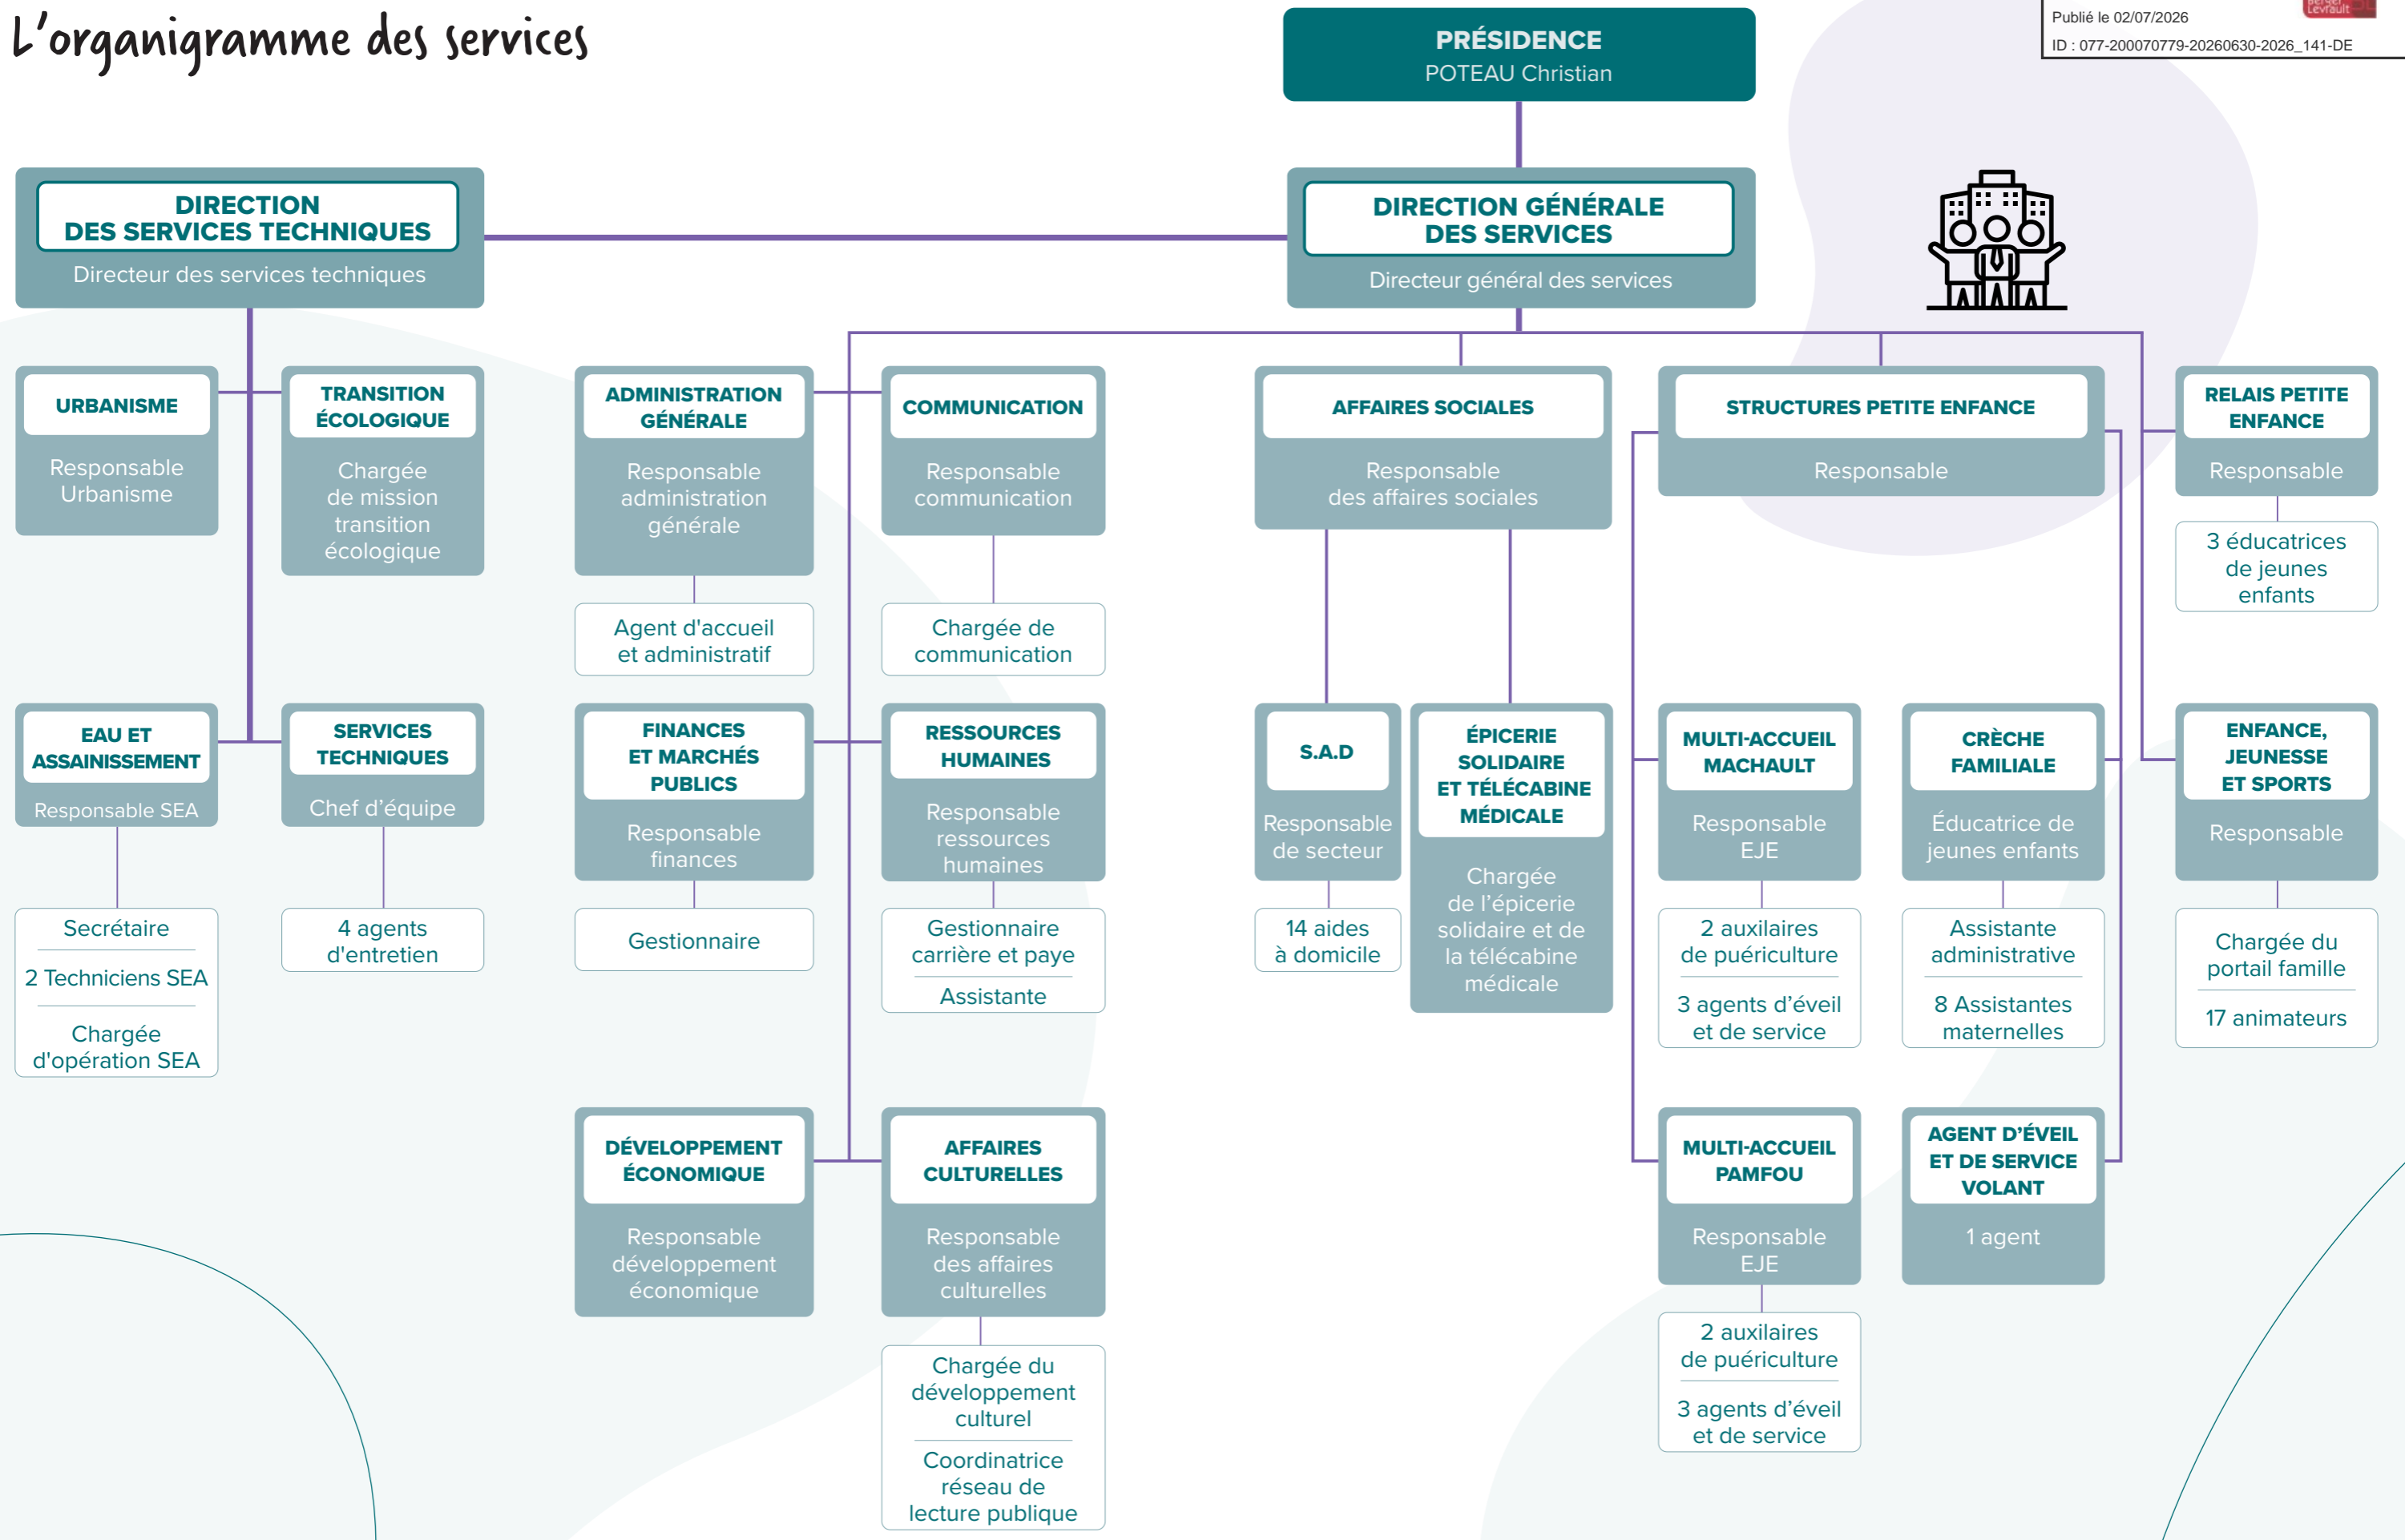 L'organigramme des services
Publié le 02/07/2026
ID : 077-200070779-20260630-2026_141-DE
Berger
Levrault
PRÉSIDENCE
POTEAU Christian
DIRECTION
DES SERVICES TECHNIQUES
Directeur des services techniques
DIRECTION GÉNÉRALE
DES SERVICES
Directeur général des services
URBANISME
Responsable
Urbanisme
TRANSITION
ÉCOLOGIQUE
Chargée
de mission
transition
écologique
ADMINISTRATION
GÉNÉRALE
Responsable
administration
générale
Agent d'accueil
et administratif
COMMUNICATION
Responsable
communication
Chargée de
communication
AFFAIRES SOCIALES
Responsable
des affaires sociales
STRUCTURES PETITE ENFANCE
Responsable
RELAIS PETITE
ENFANCE
Responsable
3 éducatrices
de jeunes
enfants
EAU ET
ASSAINISSEMENT
Responsable SEA
Secrétaire
2 Techniciens SEA
Chargée
d'opération SEA
SERVICES
TECHNIQUES
Chef d’équipe
4 agents
d'entretien
FINANCES
ET MARCHÉS
PUBLICS
Responsable
finances
Gestionnaire
RESSOURCES
HUMAINES
Responsable
ressources
humaines
Gestionnaire
carrière et paye
Assistante
S.A.D
Responsable
de secteur
14 aides
à domicile
ÉPICERIE
SOLIDAIRE
ET TÉLÉCABINE
MÉDICALE
Chargée
de l’épicerie
solidaire et de
la télécabine
médicale
MULTI-ACCUEIL
MACHAULT
Responsable
EJE
2 auxilaires
de puériculture
3 agents d’éveil
et de service
CRÈCHE
FAMILIALE
Éducatrice de
jeunes enfants
Assistante
administrative
8 Assistantes
maternelles
ENFANCE,
JEUNESSE
ET SPORTS
Responsable
Chargée du
portail famille
17 animateurs
DÉVELOPPEMENT
ÉCONOMIQUE
Responsable
développement
économique
AFFAIRES
CULTURELLES
Responsable
des affaires
culturelles
Chargée du
développement
culturel
Coordinatrice
réseau de
lecture publique
MULTI-ACCUEIL
PAMFOU
Responsable
EJE
2 auxilaires
de puériculture
3 agents d’éveil
et de service
AGENT D’ÉVEIL
ET DE SERVICE
VOLANT
1 agent